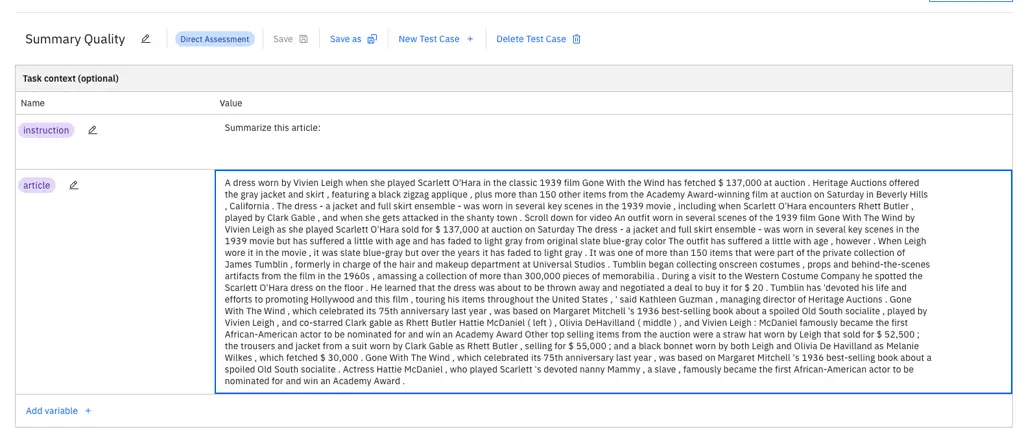 Summary Quality
Direct Assessment
Save
Save as
New Test Case +
Delete Test Case
Task context (optional)
Name Value
instruction Summarize this article:
article
A dress worn by Vivien Leigh when she played Scarlett O'Hara in the classic 1939 film Gone With the Wind has fetched $ 137,000 at auction . Heritage Auctions offered
the gray jacket and skirt , featuring a black zigzag applique , plus more than 150 other items from the Academy Award-winning film at auction on Saturday in Beverly Hills
, California . The dress - a jacket and full skirt ensemble - was worn in several key scenes in the 1939 movie , including when Scarlett O'Hara encounters Rhett Butler ,
played by Clark Gable , and when she gets attacked in the shanty town . Scroll down for video An outfit worn in several scenes of the 1939 film Gone With The Wind by
Vivien Leigh as she played Scarlett O'Hara sold for $ 137,000 at auction on Saturday The dress - a jacket and full skirt ensemble - was worn in several key scenes in the
1939 movie but has suffered a little with age and has faded to light gray from original slate blue-gray color The outfit has suffered a little with age , however . When Leigh
wore it in the movie , it was slate blue-gray but over the years it has faded to light gray . It was one of more than 150 items that were part of the private collection of
James Tumblin , formerly in charge of the hair and makeup department at Universal Studios . Tumblin began collecting onscreen costumes , props and behind-the-scenes
artifacts from the film in the 1960s , amassing a collection of more than 300,000 pieces of memorabilia . During a visit to the Western Costume Company he spotted the
Scarlett O'Hara dress on the floor . He learned that the dress was about to be thrown away and negotiated a deal to buy it for $ 20 . Tumblin has 'devoted his life and
efforts to promoting Hollywood and this film , touring his items throughout the United States , ' said Kathleen Guzman , managing director of Heritage Auctions . Gone
With The Wind , which celebrated its 75th anniversary last year , was based on Margaret Mitchell 's 1936 best-selling book about a spoiled Old South socialite , played by
Vivien Leigh , and co-starred Clark gable as Rhett Butler Hattie McDaniel ( left ) , Olivia DeHavilland ( middle ) , and Vivien Leigh : McDaniel famously became the first
African-American actor to be nominated for and win an Academy Award Other top selling items from the auction were a straw hat worn by Leigh that sold for $ 52,500 ;
the trousers and jacket from a suit worn by Clark Gable as Rhett Butler , selling for $ 55,000 ; and a black bonnet worn by both Leigh and Olivia De Havilland as Melanie
Wilkes , which fetched $ 30,000 . Gone With The Wind , which celebrated its 75th anniversary last year , was based on Margaret Mitchell 's 1936 best-selling book about a
spoiled Old South socialite . Actress Hattie McDaniel , who played Scarlett 's devoted nanny Mammy , a slave , famously became the first African-American actor to be
nominated for and win an Academy Award .
Add variable +